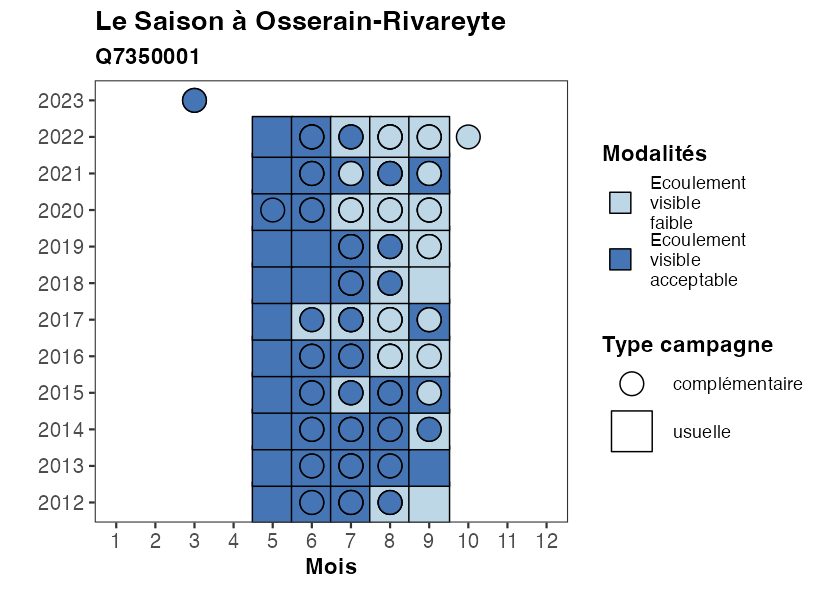 Le Saison à Osserain-Rivareyte
Q7350001
2023
2022
2021
2020
2019
2018
2017
2016
2015
2014
2013
2012
1 2 3 4 5 6 7 8 9 10 11 12
Mois
Modalités
Ecoulement
visible
faible
Ecoulement
visible
acceptable
Type campagne
complémentaire
usuelle